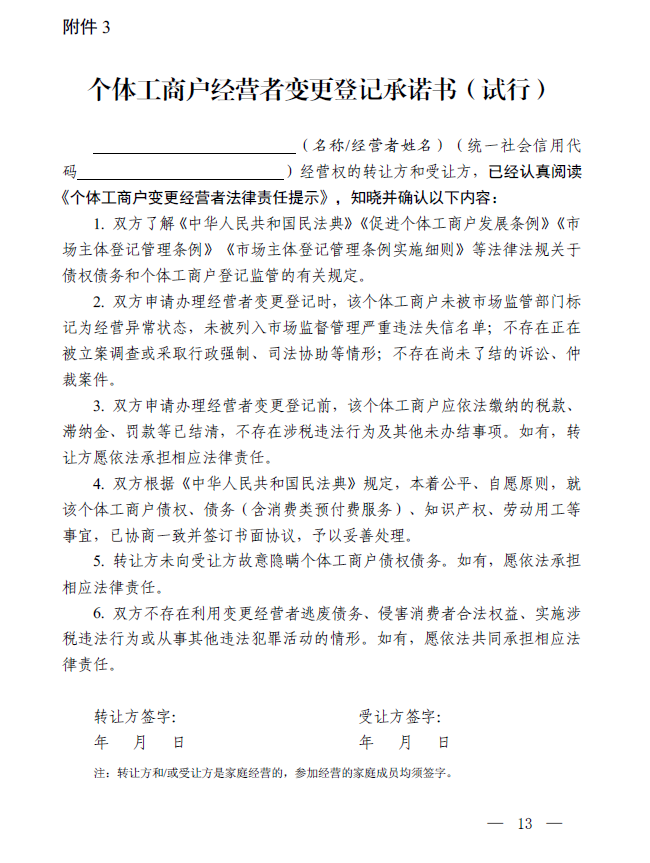 附件 3
个体工商户经营者变更登记承诺书（试行）
（名称/经营者姓名）（统一社会信用代
码）经营权的转让方和受让方，已经认真阅读
《个体工商户变更经营者法律责任提示》，知晓并确认以下内容：
1. 双方了解《中华人民共和国民法典》《促进个体工商户发展条例》《市
场主体登记管理条例》《市场主体登记管理条例实施细则》等法律法规关于
债权债务和个体工商户登记监管的有关规定。
2. 双方申请办理经营者变更登记时，该个体工商户未被市场监管部门标
记为经营异常状态，未被列入市场监督管理严重违法失信名单；不存在正在
被立案调查或采取行政强制、司法协助等情形；不存在尚未了结的诉讼、仲
裁案件。
3. 双方申请办理经营者变更登记前，该个体工商户应依法缴纳的税款、
滞纳金、罚款等已结清，不存在涉税违法行为及其他未办结事项。如有，转
让方愿依法承担相应法律责任。
4. 双方根据《中华人民共和国民法典》规定，本着公平、自愿原则，就
该个体工商户债权、债务（含消费类预付费服务）、知识产权、劳动用工等
事宜，已协商一致并签订书面协议，予以妥善处理。
5. 转让方未向受让方故意隐瞒个体工商户债权债务。如有，愿依法承担
相应法律责任。
6. 双方不存在利用变更经营者逃废债务、侵害消费者合法权益、实施涉
税违法行为或从事其他违法犯罪活动的情形。如有，愿依法共同承担相应法
律责任。
转让方签字： 受让方签字：
年 月 日 年 月 日
注：转让方和/或受让方是家庭经营的，参加经营的家庭成员均须签字。
— 13 —